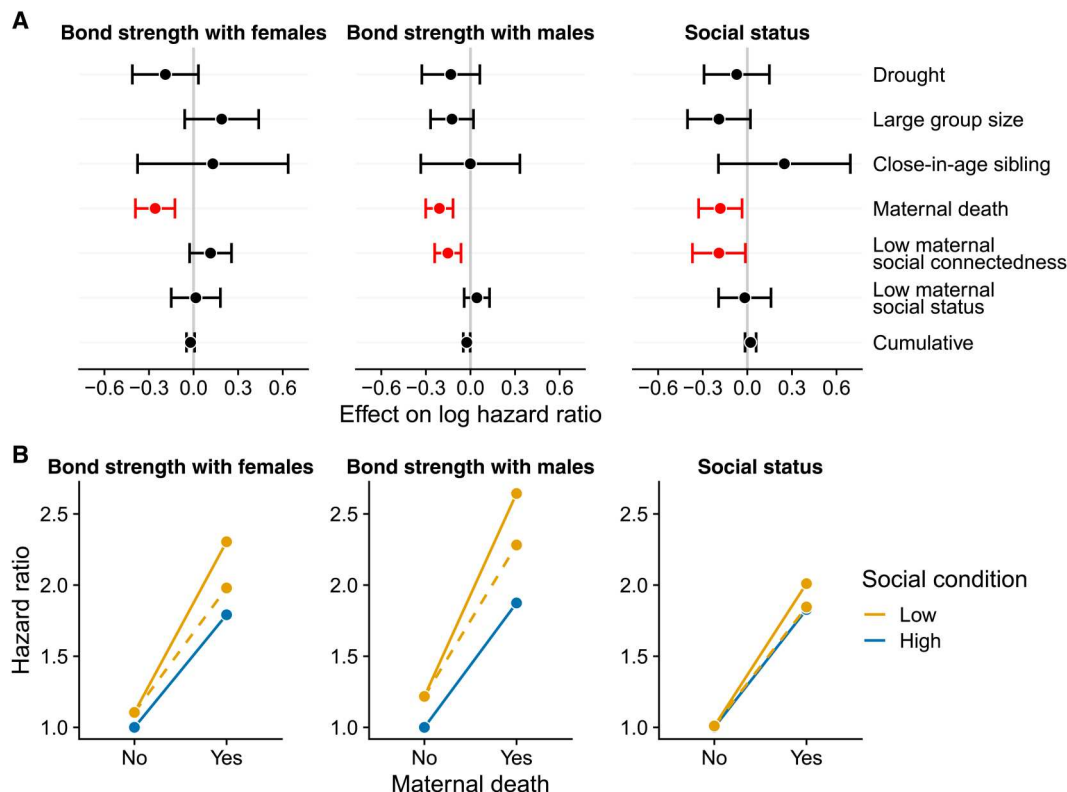 A
Bond strength with females
Bond strength with males
Social status
Drought
Large group size
Close-in-age sibling
Maternal death
Low maternal
social connectedness
Low maternal
social status
Cumulative
−0.6 −0.3 0.0 0.3 0.6
−0.6 −0.3 0.0 0.3 0.6
−0.6 −0.3 0.0 0.3 0.6
Effect on log hazard ratio
B
Bond strength with females
Bond strength with males
Social status
Hazard ratio
2.5
2.0
1.5
1.0
No Yes
2.5
2.0
1.5
1.0
No Yes
2.5
2.0
1.5
1.0
No Yes
Maternal death
Social condition
Low
High